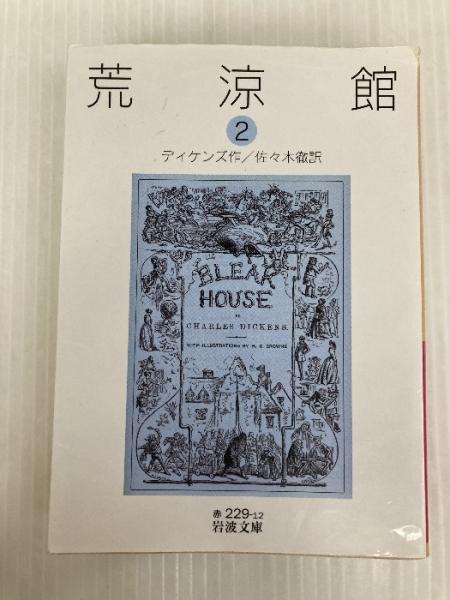 荒涼館
2
ディケンズ作／佐々木徹訳
BLEAK
HOUSE
BY
CHARLES DICKENS.
WITH ILLUSTRATIONS BY H. K. BROWNE
赤 229-12
岩波文庫